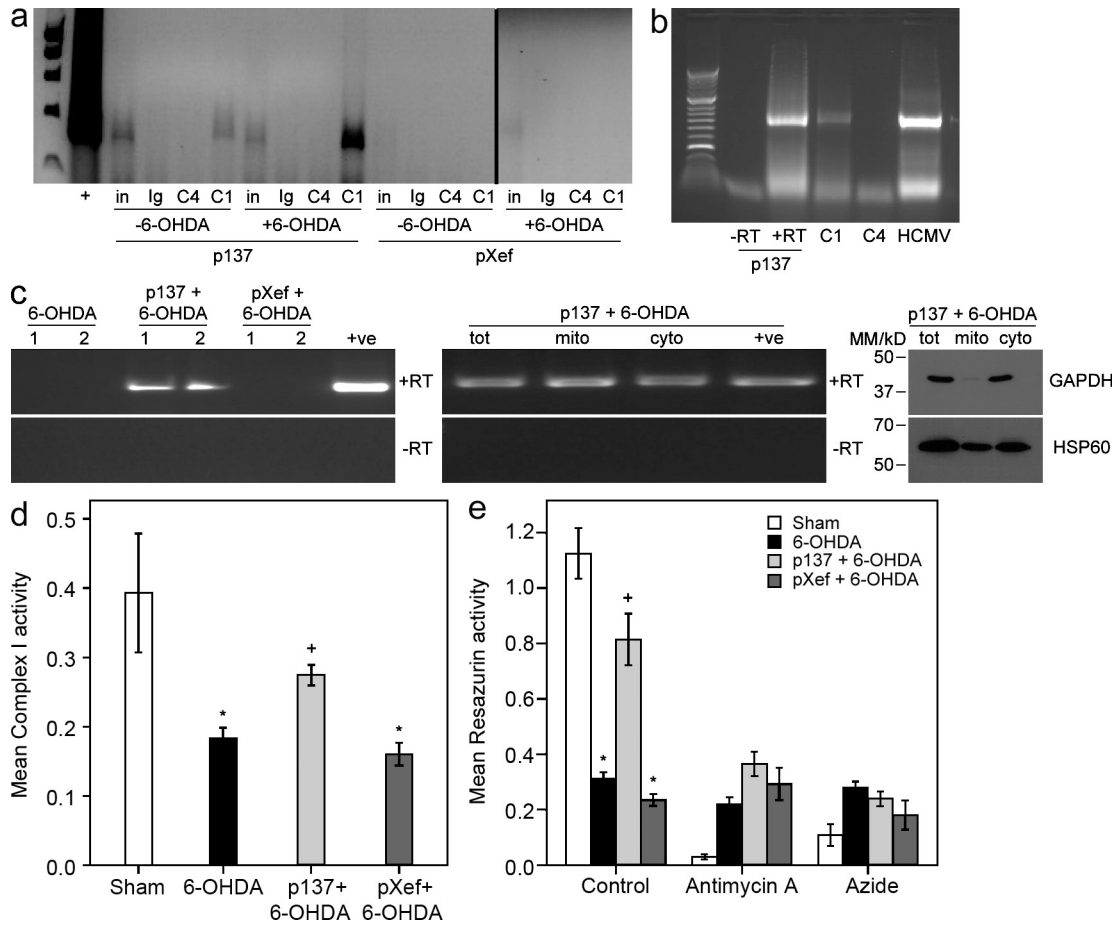 a
+ in Ig C4 C1 in Ig C4 C1 in Ig C4 C1 in Ig C4 C1
-6-OHDA +6-OHDA -6-OHDA +6-OHDA
p137 pXef
b
-RT +RT C1 C4 HCMV
p137
c
6-OHDA p137 + 6-OHDA pXef + 6-OHDA
1 2 1 2 1 2 +ve
+RT
-RT
p137 + 6-OHDA
tot mito cyto +ve
+RT
-RT
p137 + 6-OHDA
MM/kD tot mito cyto
50
37
GAPDH
70
50
HSP60
d
Mean Complex I activity
0.5
0.4
0.3
0.2
0.1
0.0
* + *
Sham 6-OHDA p137+ pXef+
6-OHDA 6-OHDA
e
Mean Resazurin activity
1.2
1.0
0.8
0.6
0.4
0.2
0.0
Sham
6-OHDA
p137 + 6-OHDA
pXef + 6-OHDA
+
* *
Control Antimycin A Azide